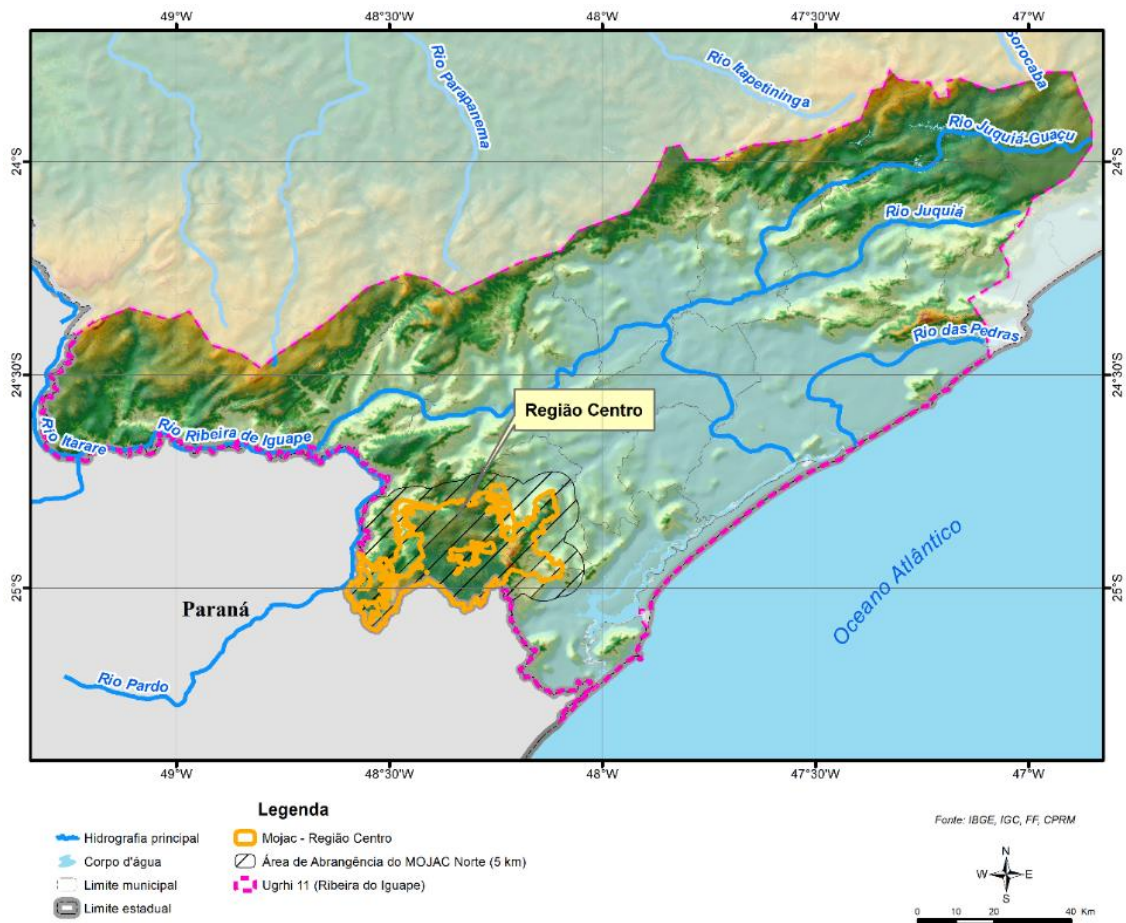 49°W
48°30'W
48°W
47°30'W
47°W
Sorocaba
Rio Itapetininga
Rio Parapanema
Rio Juquiá-Guaçu
24°S
24°S
Rio Juquiá
Rio das Pedras
24°30'S
24°30'S
Região Centro
Rio Ribeira de Iguape
Rio Itarare
Oceano Atlântico
25°S
25°S
Paraná
Rio Pardo
49°W
48°30'W
48°W
47°30'W
47°W
Legenda
Hidrografia principal
Corpo d'água
Limite municipal
Limite estadual
Mojac - Região Centro
Área de Abrangência do MOJAC Norte (5 km)
Ugrhi 11 (Ribeira do Iguape)
Fonte: IBGE, IGC, FF, CPRM
N
W E
S
0 10 20 40 Km